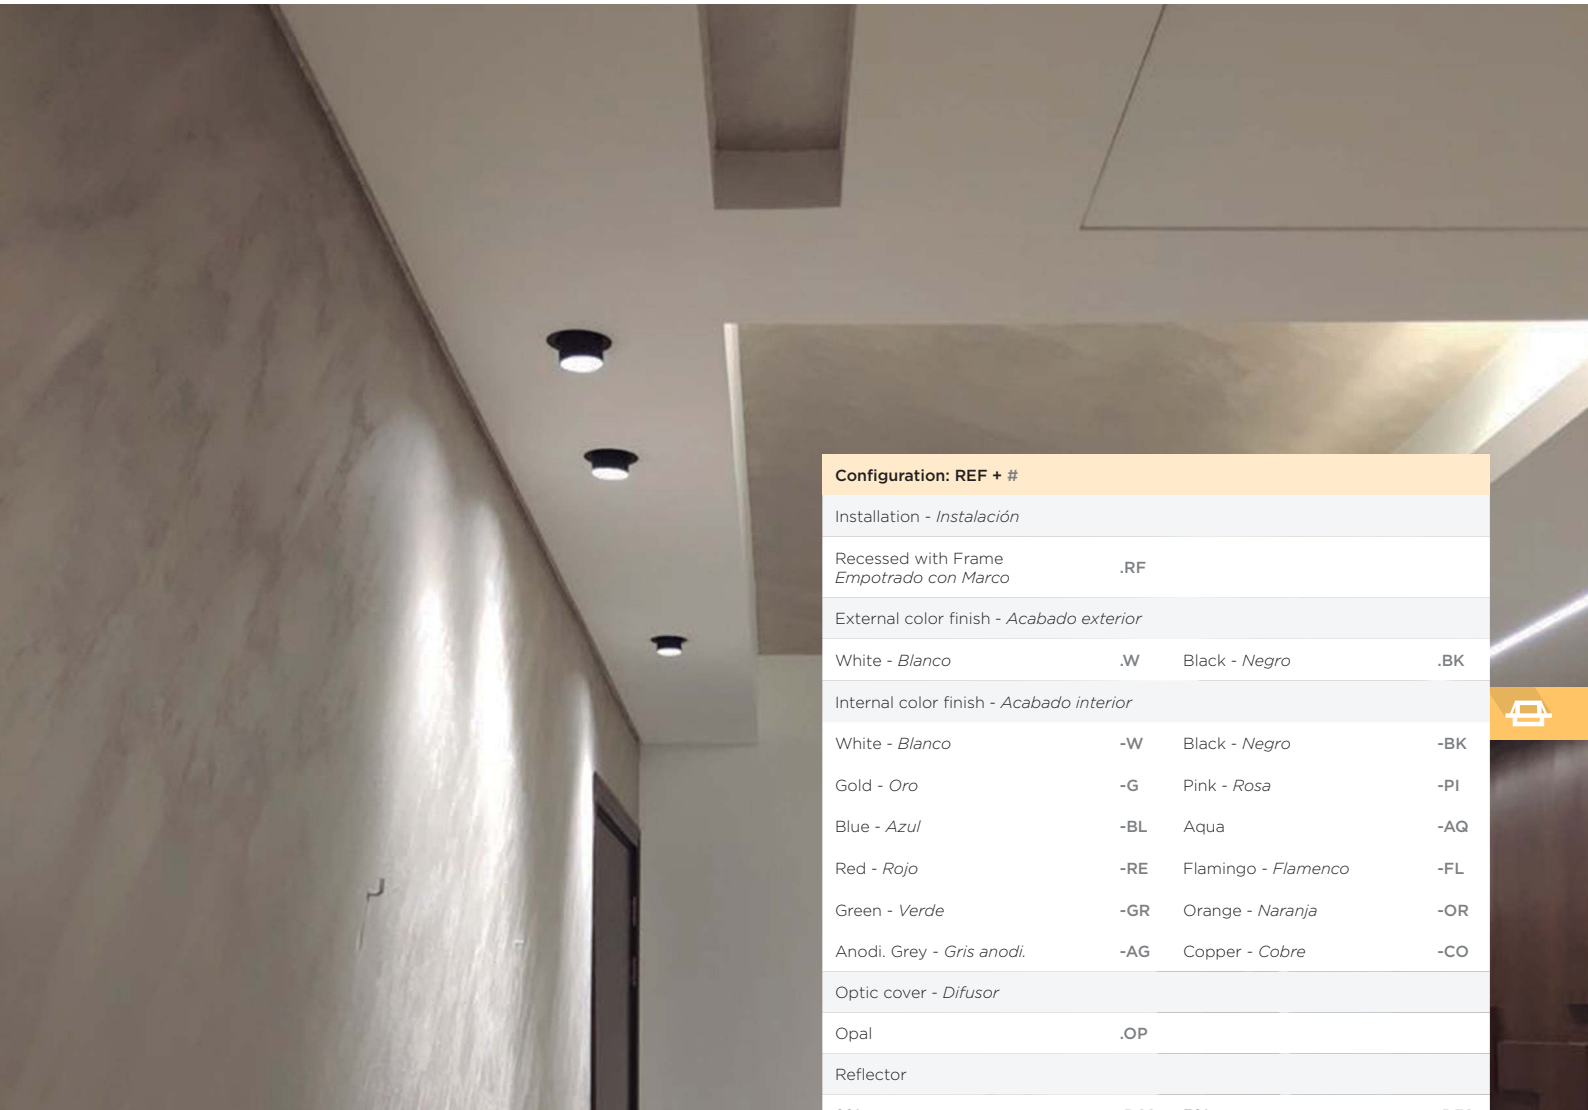 Configuration: REF + #
Installation - Instalación
Recessed with Frame .RF
Empotrado con Marco
External color finish - Acabado exterior
White - Blanco .W Black - Negro .BK
Internal color finish - Acabado interior
White - Blanco -W Black - Negro -BK
Gold - Oro -G Pink - Rosa -PI
Blue - Azul -BL Aqua -AQ
Red - Rojo -RE Flamingo - Flamenco -FL
Green - Verde -GR Orange - Naranja -OR
Anodi. Grey - Gris anodi. -AG Copper - Cobre -CO
Optic cover - Difusor
Opal .OP
Reflector